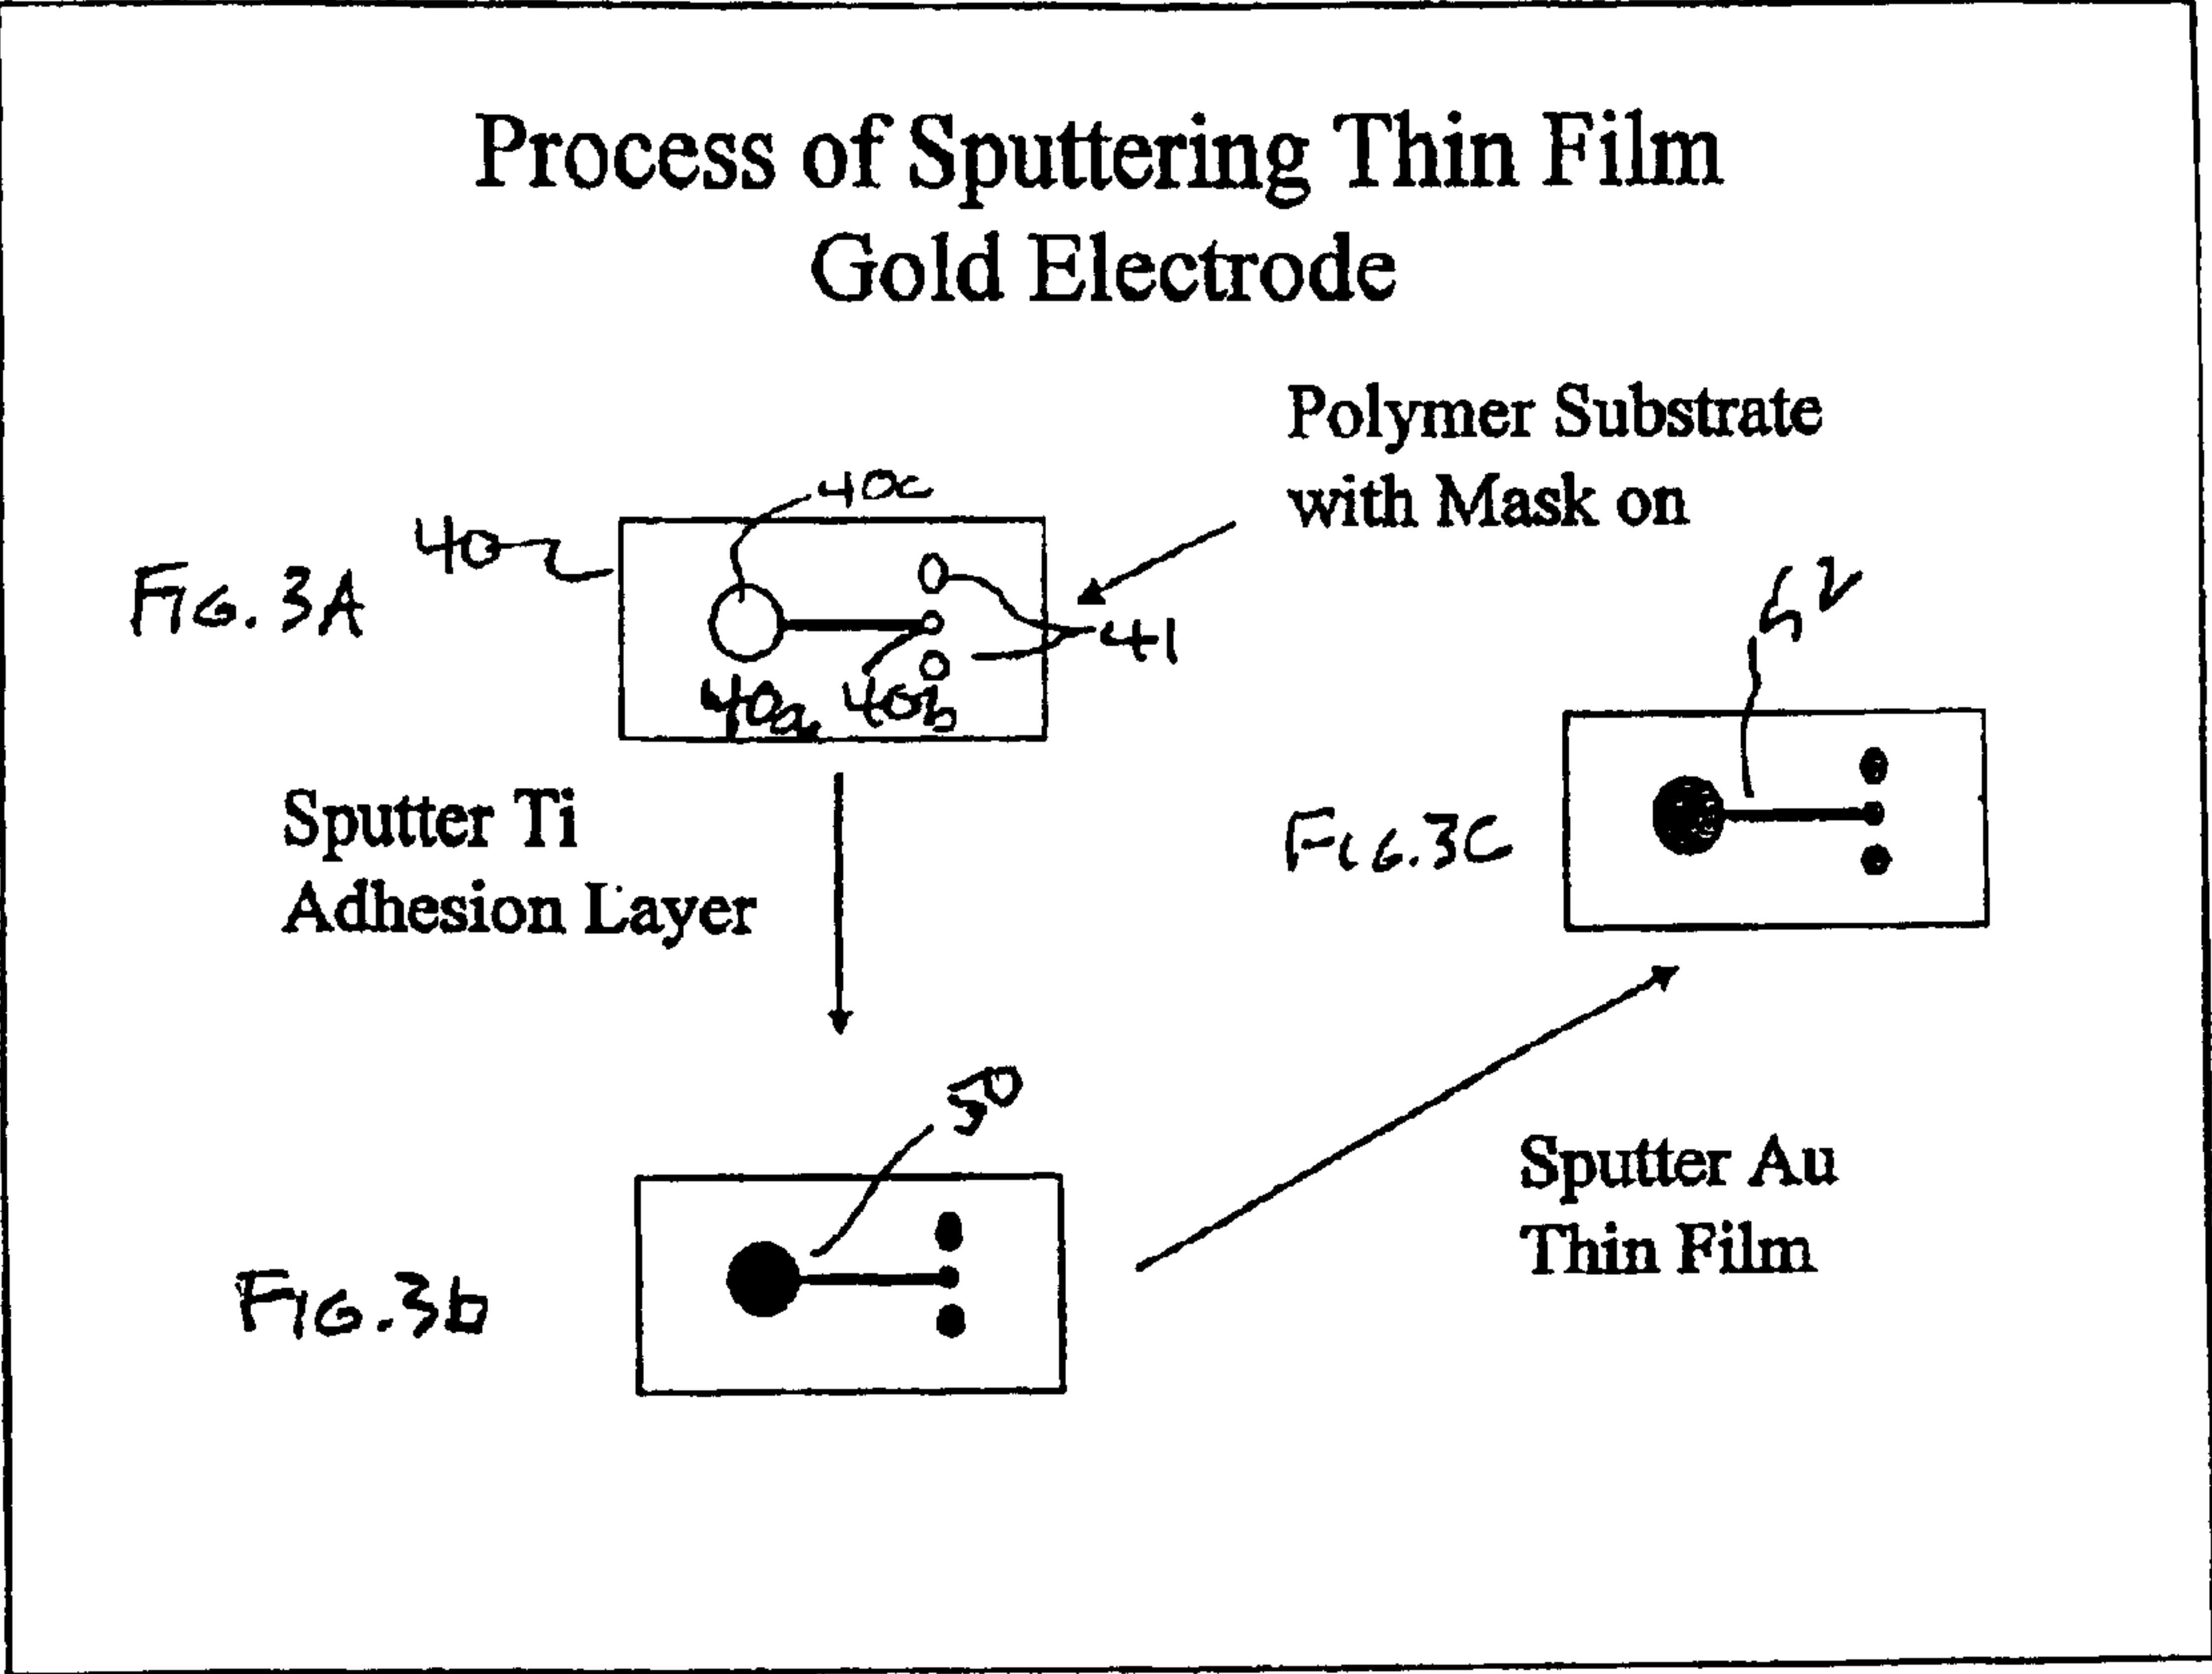 Process of Sputtering Thin Film
Gold Electrode
Polymer Substrate
with Mask on
40c
40
FIG. 3A
41
40a
40b
Sputter Ti
Adhesion Layer
FIG. 3C
50
Sputter Au
Thin Film
FIG. 3b